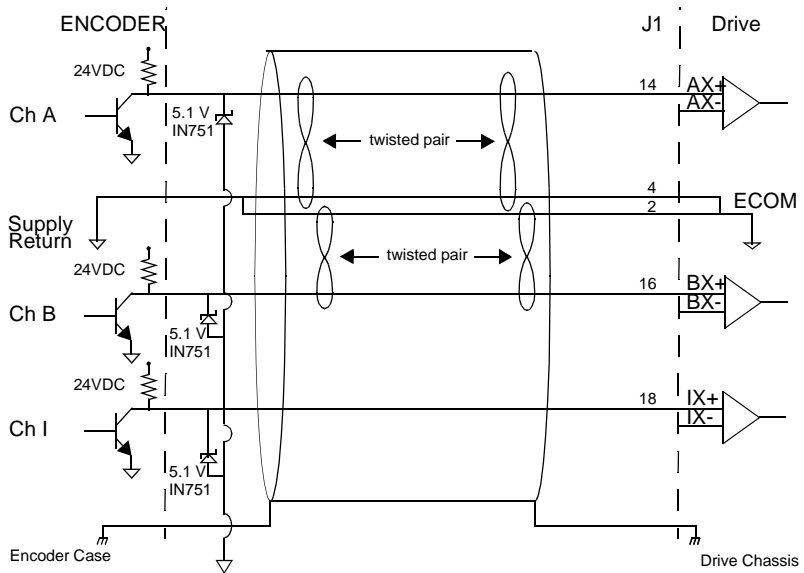 ENCODER
J1
Drive
24VDC
Ch A
5.1 V
IN751
14
AX+
AX-
twisted pair
4
2
ECOM
Supply
Return
24VDC
twisted pair
16
BX+
BX-
Ch B
5.1 V
IN751
24VDC
18
IX+
IX-
Ch I
5.1 V
IN751
Encoder Case
Drive Chassis